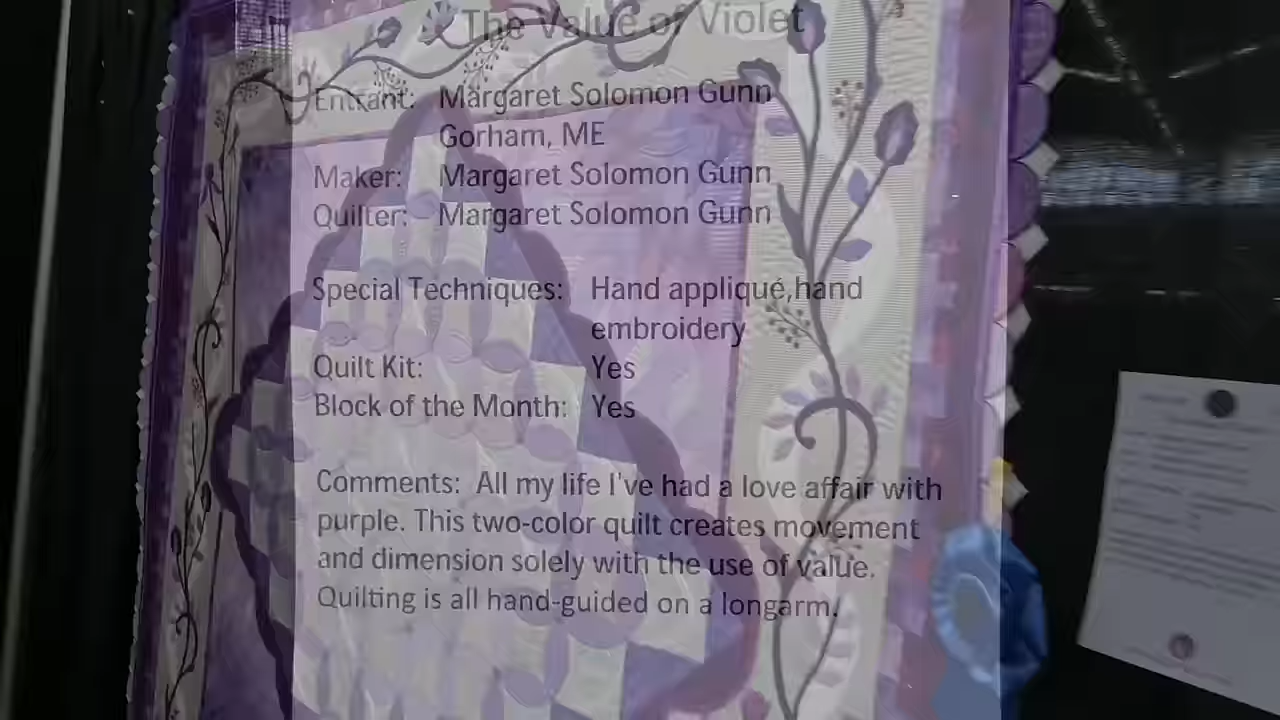 The Value of Violet
Entrant: Margaret Solomon Gunn
Gorham, ME
Maker: Margaret Solomon Gunn
Quilter: Margaret Solomon Gunn
Special Techniques: Hand appliqué,hand
embroidery
Quilt Kit: Yes
Block of the Month: Yes
Comments: All my life I've had a love affair with
purple. This two-color quilt creates movement
and dimension solely with the use of value.
Quilting is all hand-guided on a longarm.